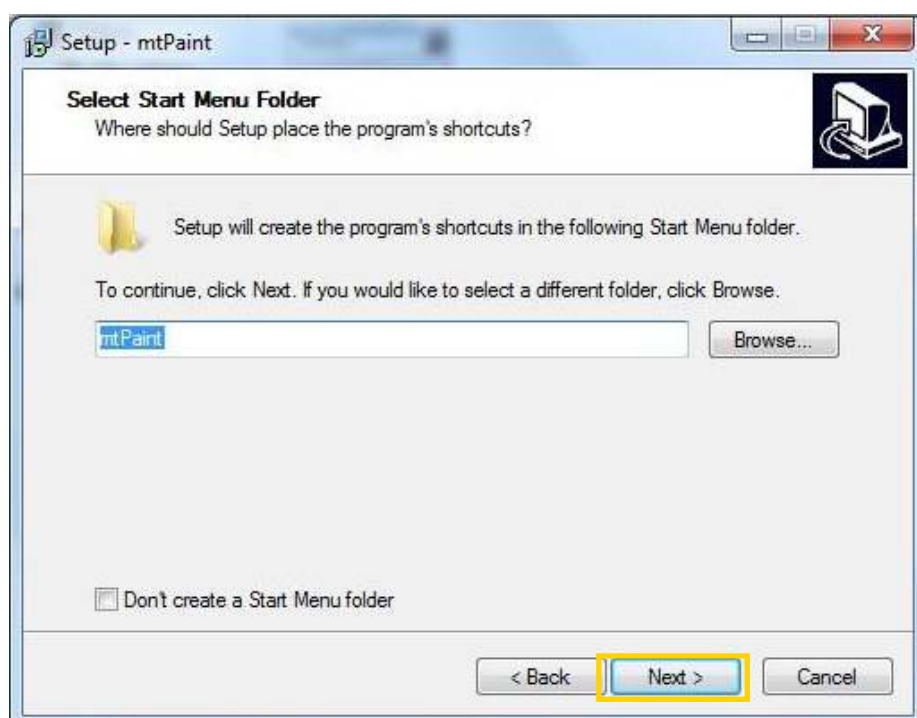 Setup - mtPaint
Select Start Menu Folder
Where should Setup place the program's shortcuts?
Setup will create the program's shortcuts in the following Start Menu folder.
To continue, click Next. If you would like to select a different folder, click Browse.
mtPaint
Browse...
Don't create a Start Menu folder
< Back
Next >
Cancel